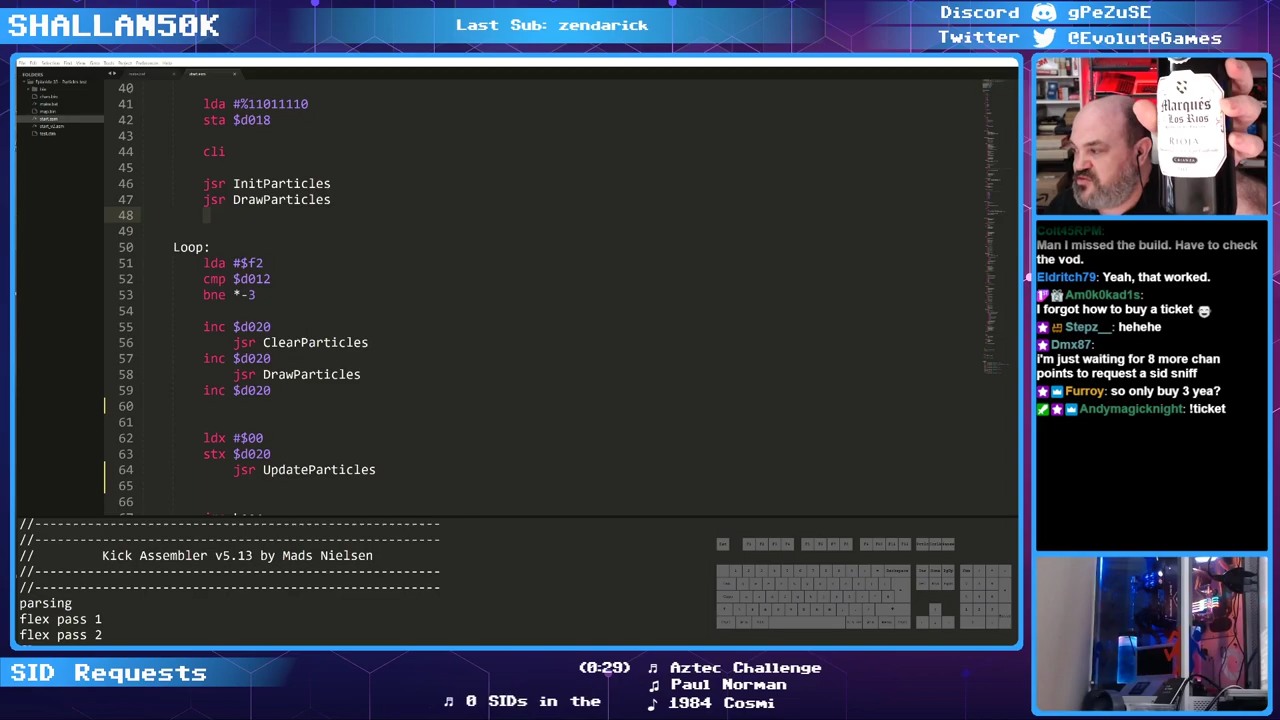 SHALLAN50K
Last Sub: zendarick
Discord gPeZuSE
Twitter @EvoluteGames
FOLDERS
40
41 lda #%11011110
42 sta $d018
43
44 cli
45
46 jsr InitParticles
47 jsr DrawParticles
48
49
50 Loop:
51 lda #$f2
52 cmp $d012
53 bne *-3
54
55 inc $d020
56 jsr ClearParticles
57 inc $d020
58 jsr DrawParticles
59 inc $d020
60
61
62 ldx #$00
63 stx $d020
64 jsr UpdateParticles
65
66
//------------------------------------------------------
//------------------------------------------------------
// Kick Assembler v5.13 by Mads Nielsen
//------------------------------------------------------
//------------------------------------------------------
parsing
flex pass 1
flex pass 2
Marqués
Los Rios
RIOJA
CRIANZA
Colt45RPM:
Man I missed the build. Have to check
the vod.
Eldritch79: Yeah, that worked.
Am0k0kad1s:
I forgot how to buy a ticket
Stepz__: hehehe
Dmx87:
i'm just waiting for 8 more chan
points to request a sid sniff
Furroy: so only buy 3 yea?
Andymagicknight: !ticket
SID Requests
(0:29) ♬ Aztec Challenge
♫ Paul Norman
♪ 1984 Cosmi
♬ 0 SIDs in the